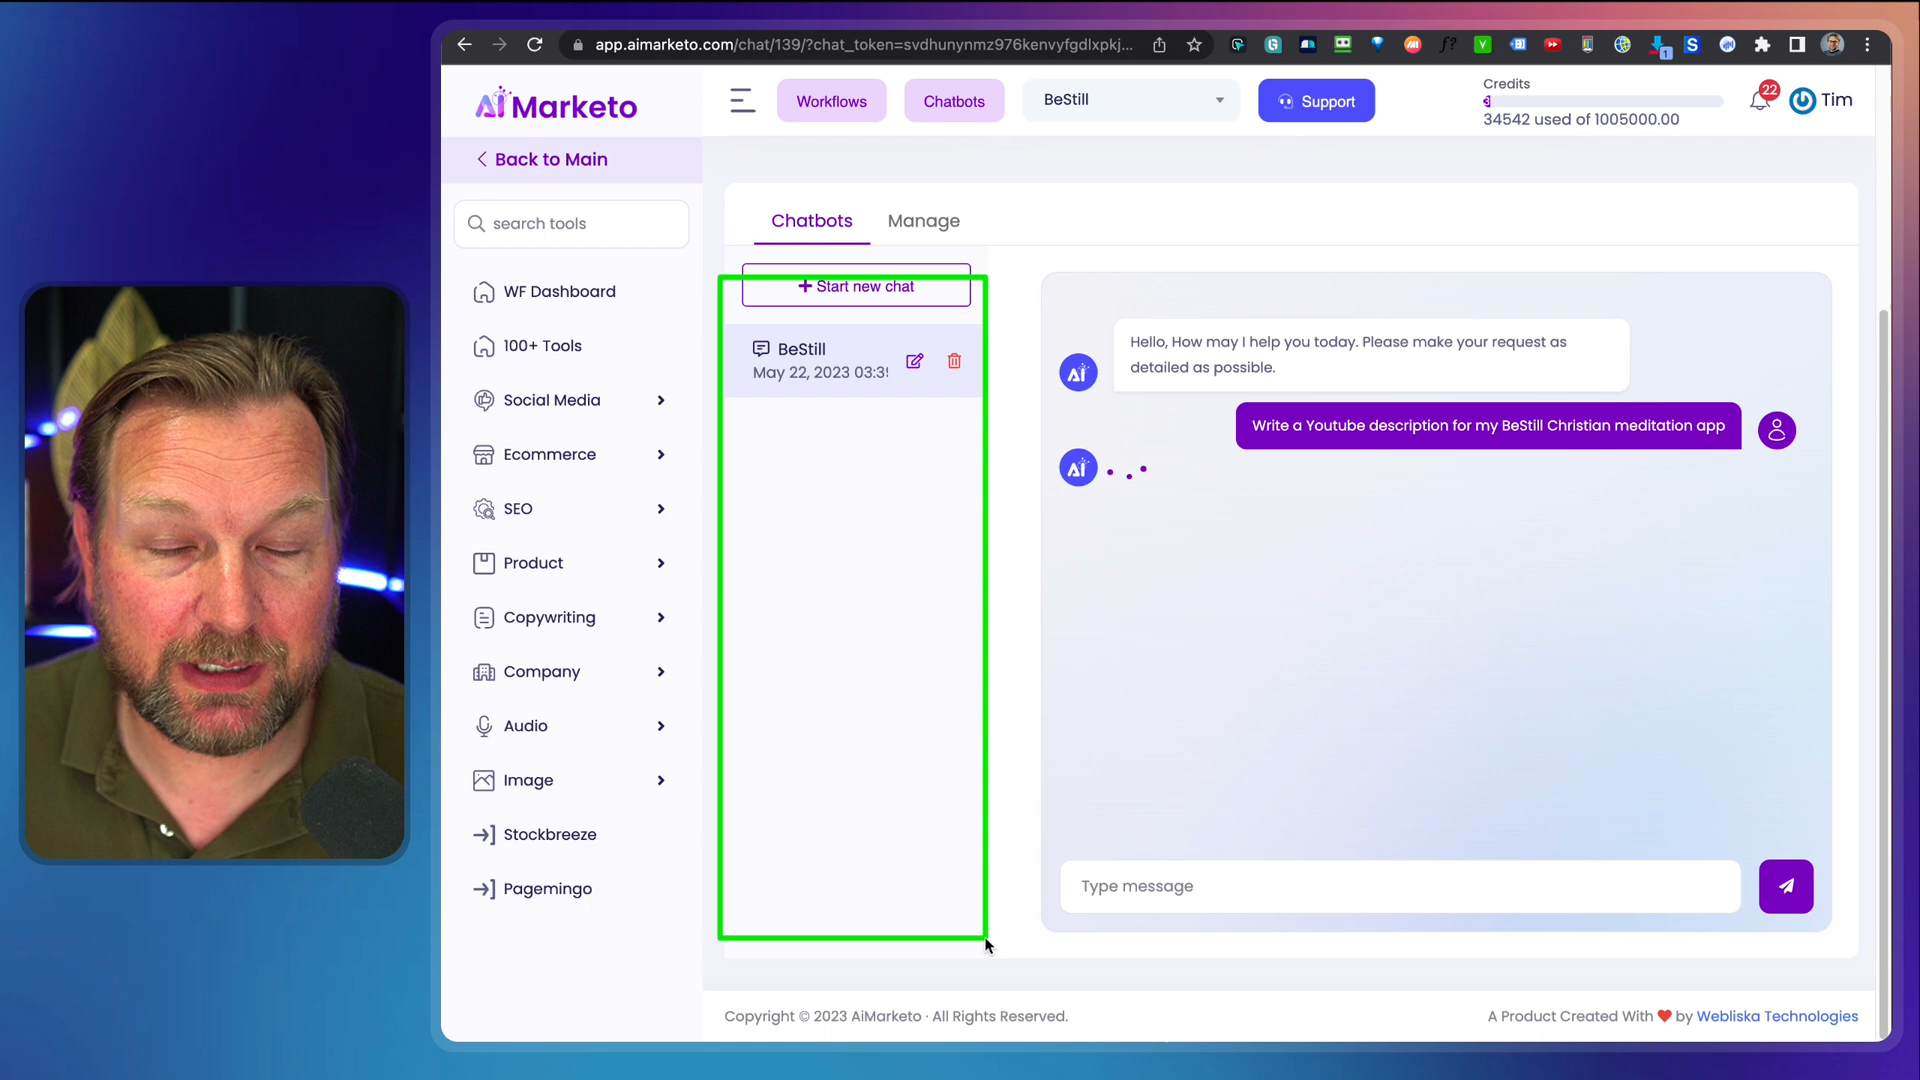 app.aimarketo.com/chat/139/?chat_token=svdhunynmz976kenvyfgdlxpkj...
AiMarketo
Workflows
Chatbots
BeStill
Support
Credits
34542 used of 1005000.00
22
Tim
Back to Main
search tools
WF Dashboard
100+ Tools
Social Media
Ecommerce
SEO
Product
Copywriting
Company
Audio
Image
Stockbreeze
Pagemingo
Chatbots
Manage
+ Start new chat
BeStill
May 22, 2023 03:3
Hello, How may I help you today. Please make your request as
detailed as possible.
Write a Youtube description for my BeStill Christian meditation app
Ai
Ai
Type message
Copyright © 2023 AiMarketo · All Rights Reserved.
A Product Created With ❤ by Webliska Technologies